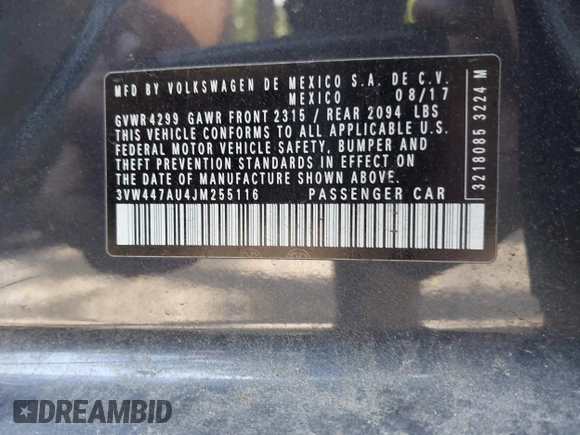 MFD BY VOLKSWAGEN DE MEXICO S.A. DE C.V.
MEXICO 08/17
GVWR4299 GAWR FRONT 2315 / REAR 2094 LBS
THIS VEHICLE CONFORMS TO ALL APPLICABLE U.S.
FEDERAL MOTOR VEHICLE SAFETY, BUMPER AND
THEFT PREVENTION STANDARDS IN EFFECT ON
THE DATE OF MANUFACTURE SHOWN ABOVE.
3VW447AU4JM255116 PASSENGER CAR
3218085 3224 M
DREAMBID